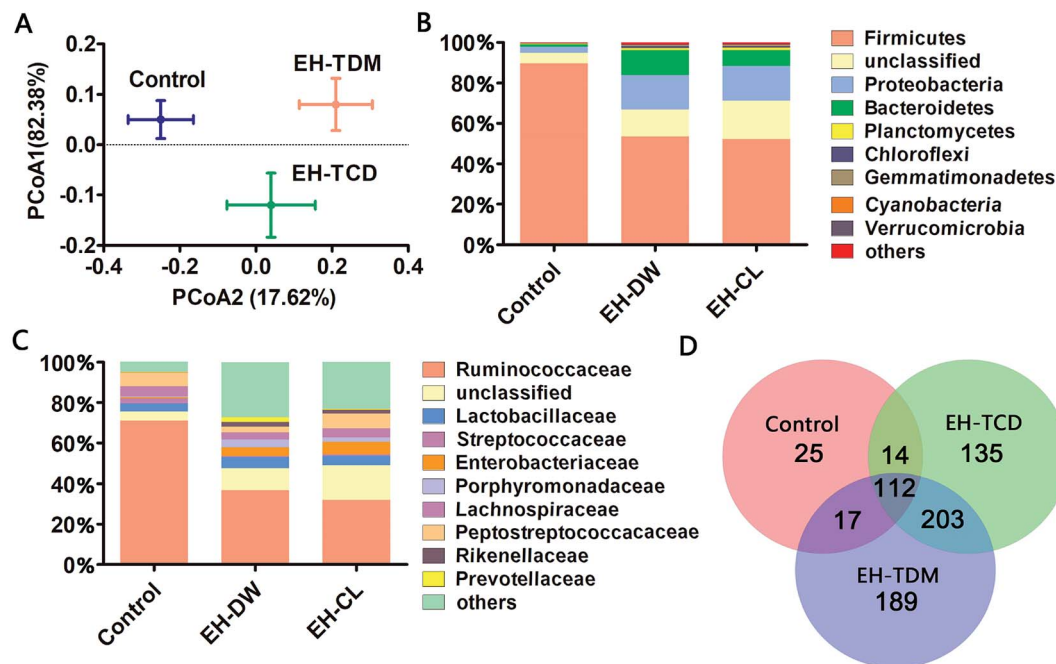 A
0.2
0.1
0.0
-0.1
-0.2
PCoA1(82.38%)
Control
EH-TDM
EH-TCD
-0.4
-0.2
0.0
0.2
0.4
PCoA2 (17.62%)
B
100%
80%
60%
40%
20%
0%
Control
EH-DW
EH-CL
Firmicutes
unclassified
Proteobacteria
Bacteroidetes
Planctomycetes
Chloroflexi
Gemmatimonadetes
Cyanobacteria
Verrucomicrobia
others
C
100%
80%
60%
40%
20%
0%
Control
EH-DW
EH-CL
Ruminococcaceae
unclassified
Lactobacillaceae
Streptococcaceae
Enterobacteriaceae
Porphyromonadaceae
Lachnospiraceae
Peptostreptococcacaceae
Rikenellaceae
Prevotellaceae
others
D
Control
25
14
EH-TCD
135
112
17
203
EH-TDM
189